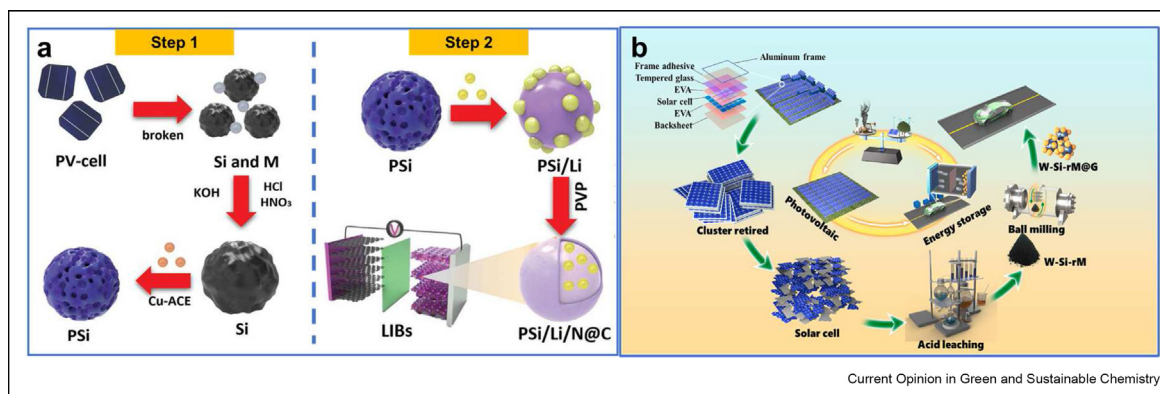 a
Step 1
PV-cell
broken
Si and M
KOH
HCl
HNO₃
Si
Cu-ACE
PSi
Step 2
PSi
PSi/Li
PVP
PSi/Li/N@C
V
LIBs
b
Aluminum frame
Frame adhesive
Tempered glass
EVA
Solar cell
EVA
Backsheet
Cluster retired
Photovoltaic
Energy storage
Solar cell
Acid leaching
W-Si-rM
Ball milling
W-Si-rM@G
Current Opinion in Green and Sustainable Chemistry